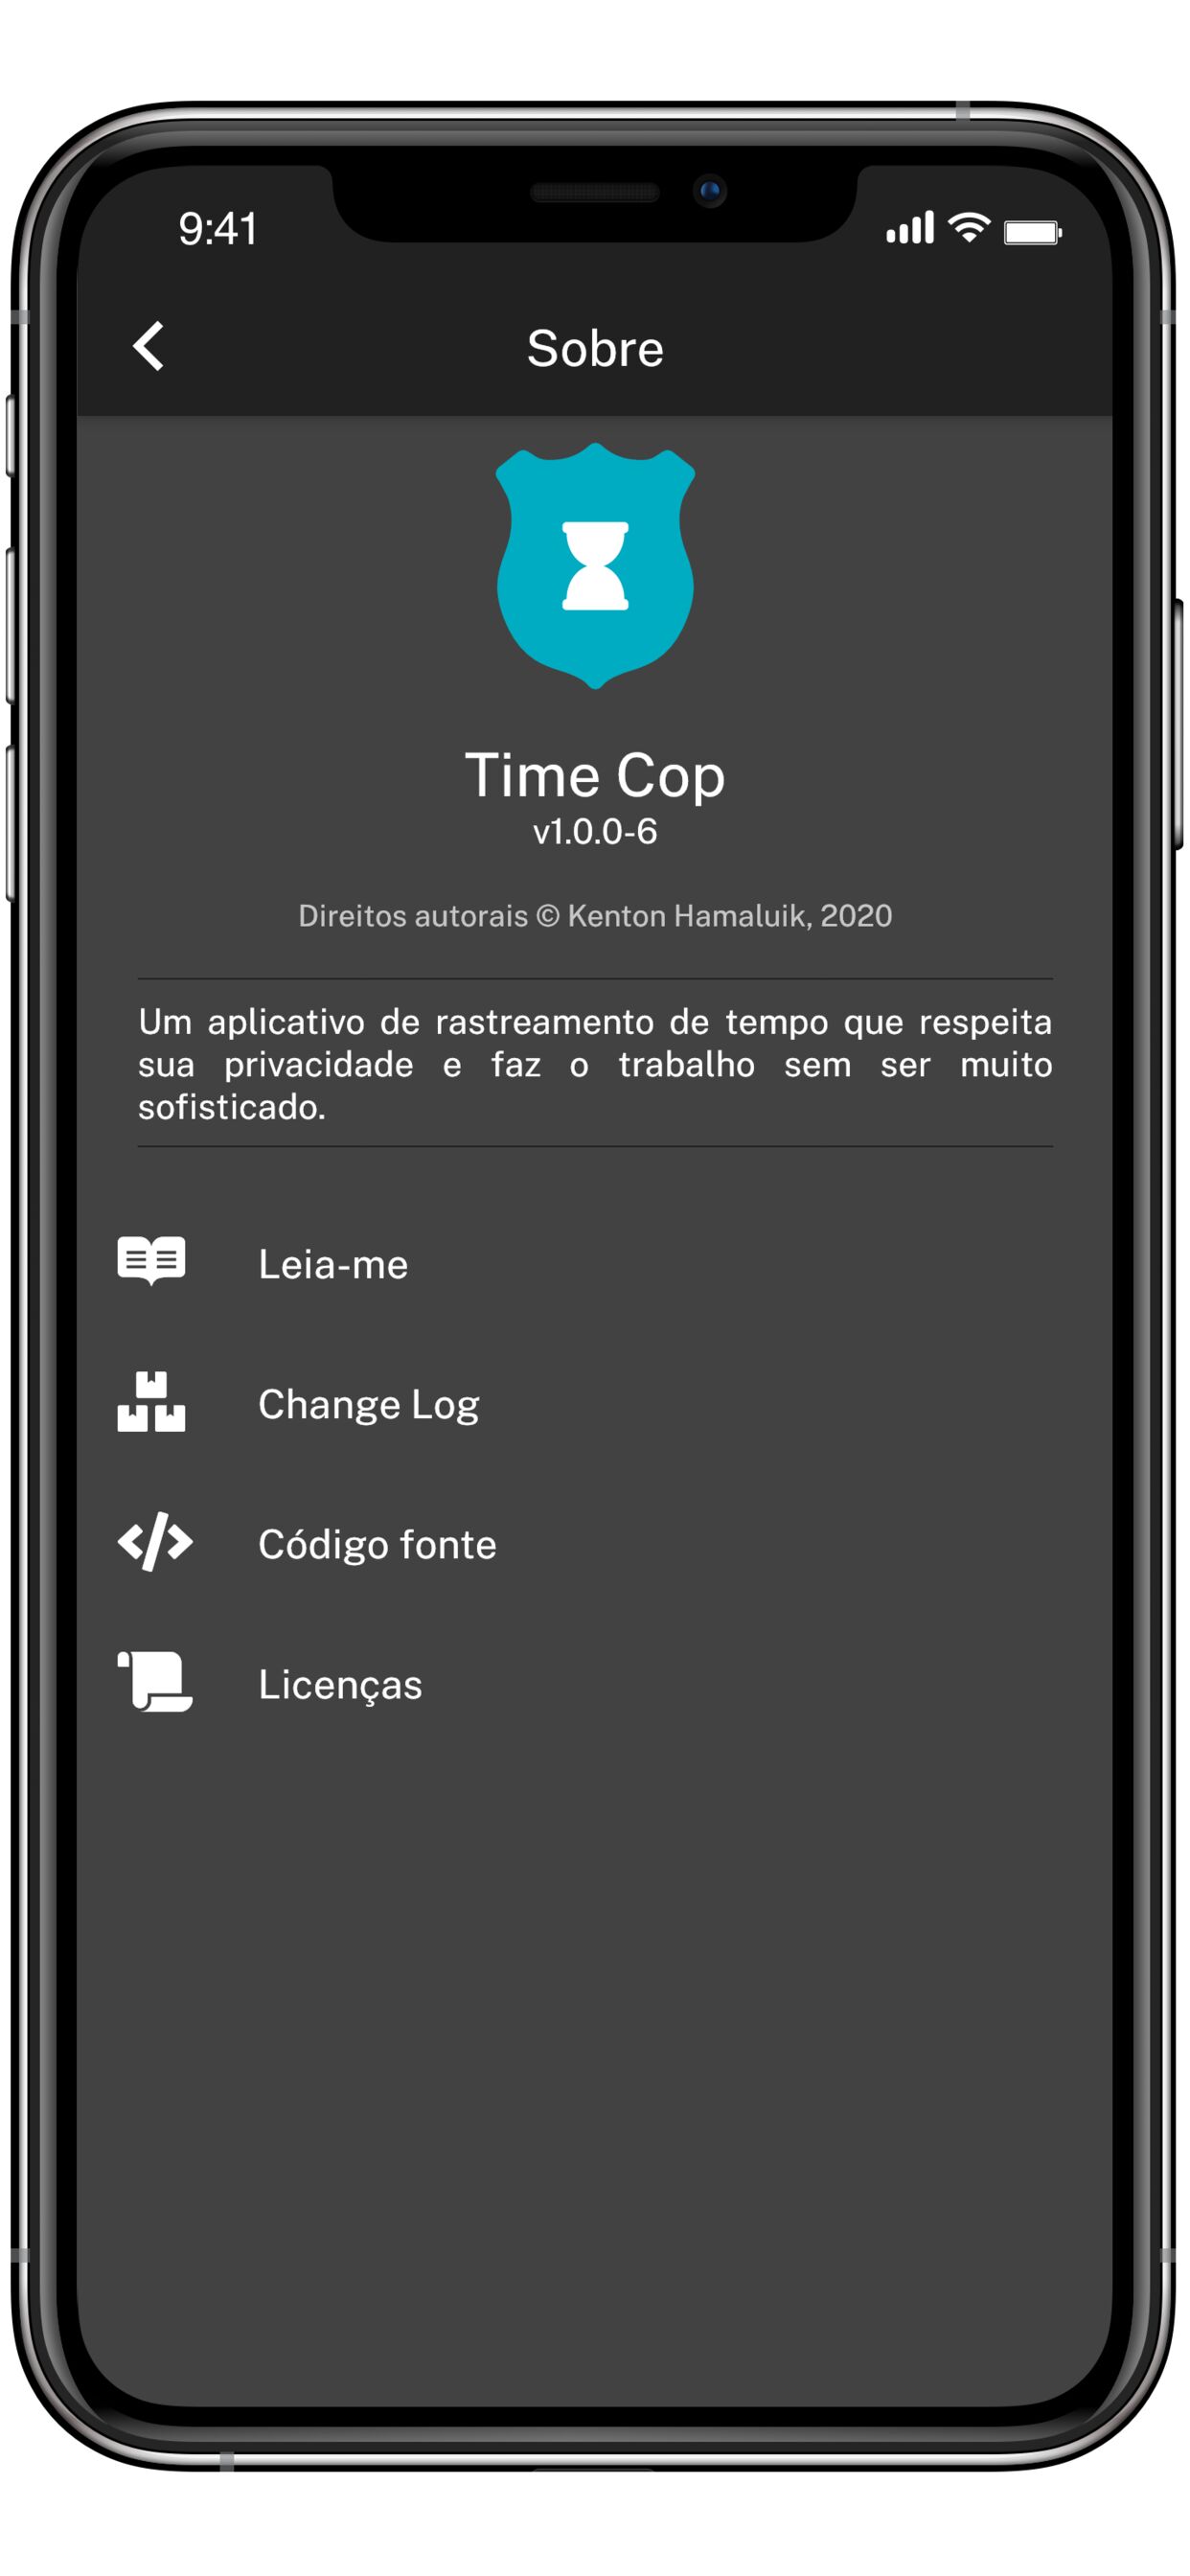 9:41
Sobre
Time Cop
v1.0.0-6
Direitos autorais © Kenton Hamaluik, 2020
Um aplicativo de rastreamento de tempo que respeita
sua privacidade e faz o trabalho sem ser muito
sofisticado.
Leia-me
Change Log
Código fonte
Licenças